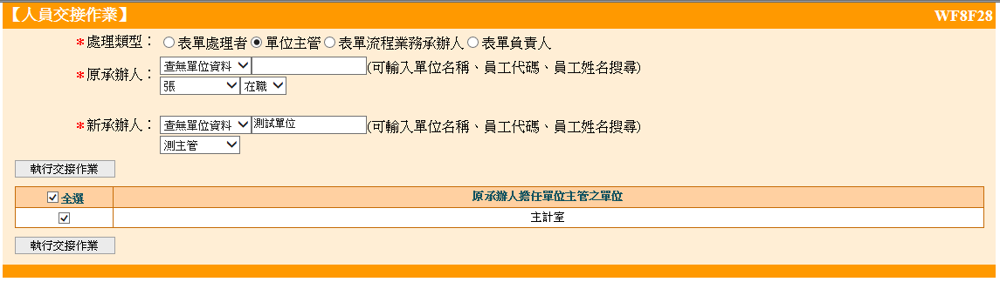 【人員交接作業】 WF8F28
*處理類型： 表單處理者 單位主管 表單流程業務承辦人 表單負責人
*原承辦人： 查無單位資料 (可輸入單位名稱、員工代碼、員工姓名搜尋)
張 在職
*新承辦人： 查無單位資料 測試單位 (可輸入單位名稱、員工代碼、員工姓名搜尋)
測主管
執行交接作業
全選 原承辦人擔任單位主管之單位
主計室
執行交接作業